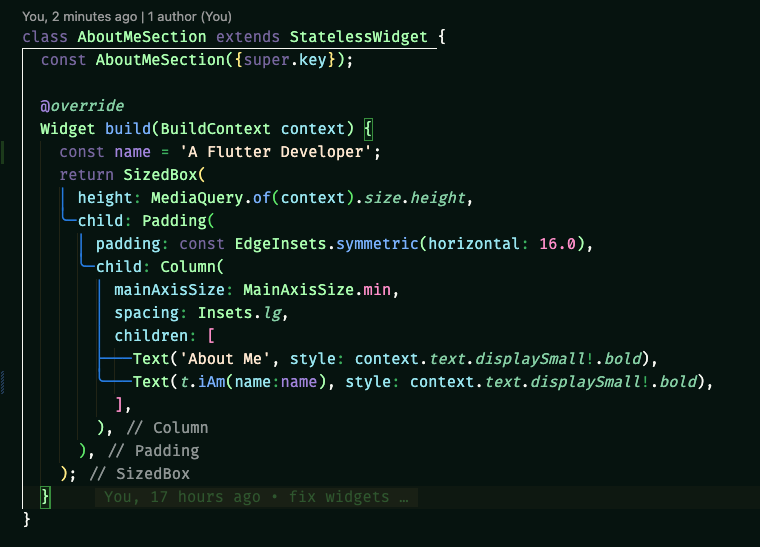 You, 2 minutes ago | 1 author (You)
class AboutMeSection extends StatelessWidget {
  const AboutMeSection({super.key});

  @override
  Widget build(BuildContext context) {
    const name = 'A Flutter Developer';
    return SizedBox(
      height: MediaQuery.of(context).size.height,
      child: Padding(
        padding: const EdgeInsets.symmetric(horizontal: 16.0),
        child: Column(
          mainAxisSize: MainAxisSize.min,
          spacing: Insets.lg,
          children: [
            Text('About Me', style: context.text.displaySmall!.bold),
            Text(t.iAm(name:name), style: context.text.displaySmall!.bold),
          ],
        ), // Column
      ), // Padding
    ); // SizedBox
  }     You, 17 hours ago • fix widgets …
}